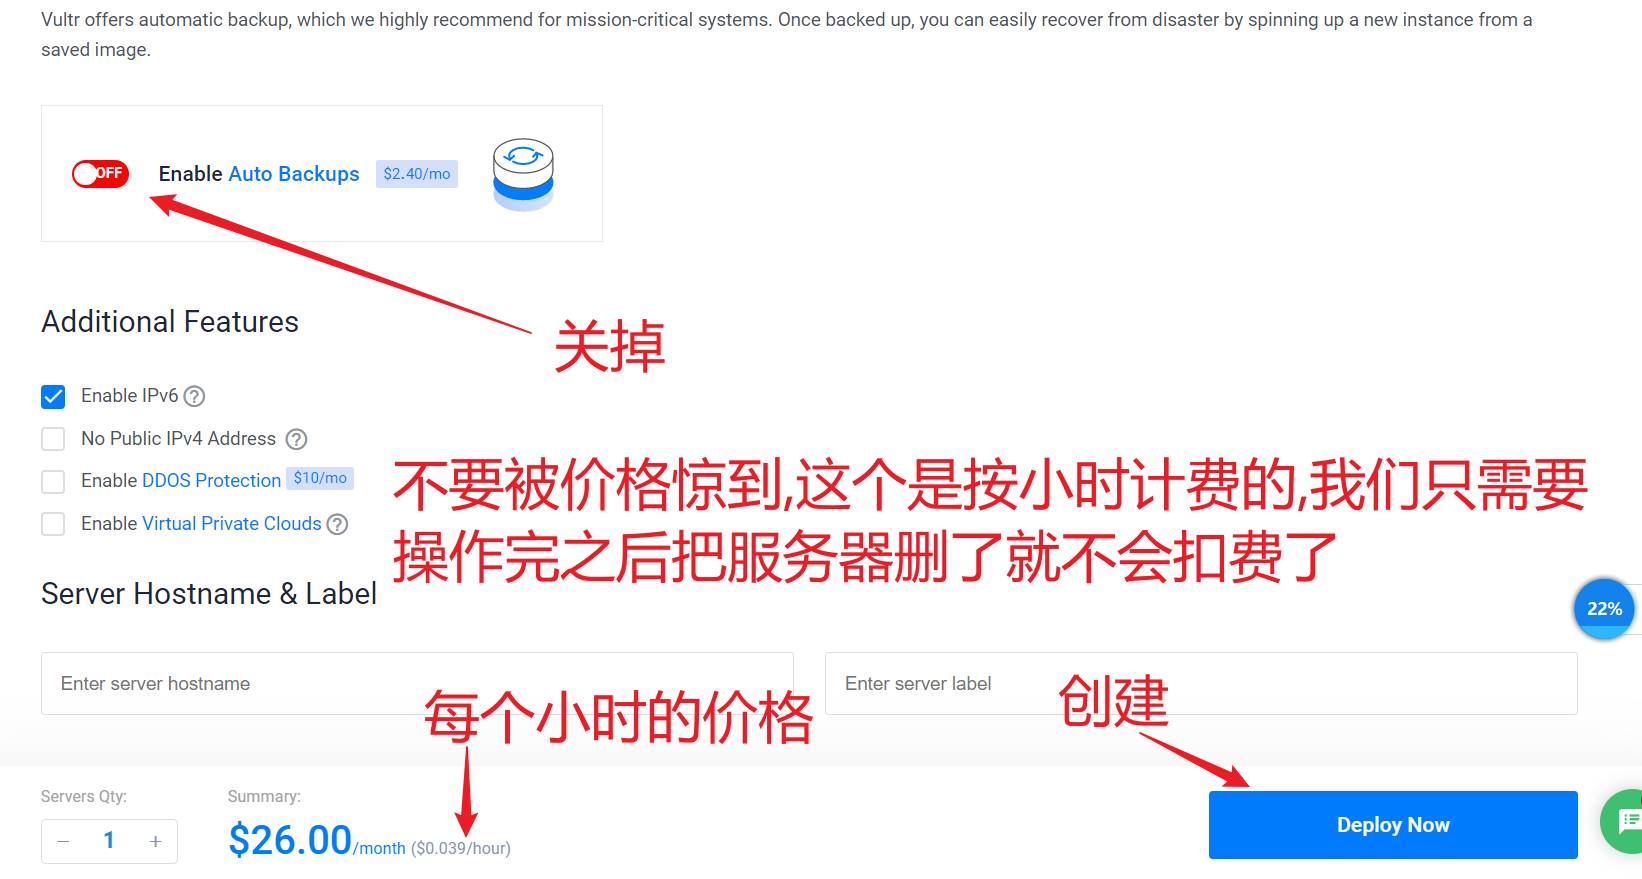 Vultr offers automatic backup, which we highly recommend for mission-critical systems. Once backed up, you can easily recover from disaster by spinning up a new instance from a
saved image.
OFF
Enable Auto Backups $2.40/mo
Additional Features
关掉
Enable IPv6 ?
No Public IPv4 Address ?
Enable DDOS Protection $10/mo
Enable Virtual Private Clouds ?
不要被价格惊到,这个是按小时计费的,我们只需要
操作完之后把服务器删了就不会扣费了
Server Hostname & Label
22%
Enter server hostname
Enter server label
每个小时的价格
创建
Servers Qty:
Summary:
− 1 +
$26.00/month ($0.039/hour)
Deploy Now